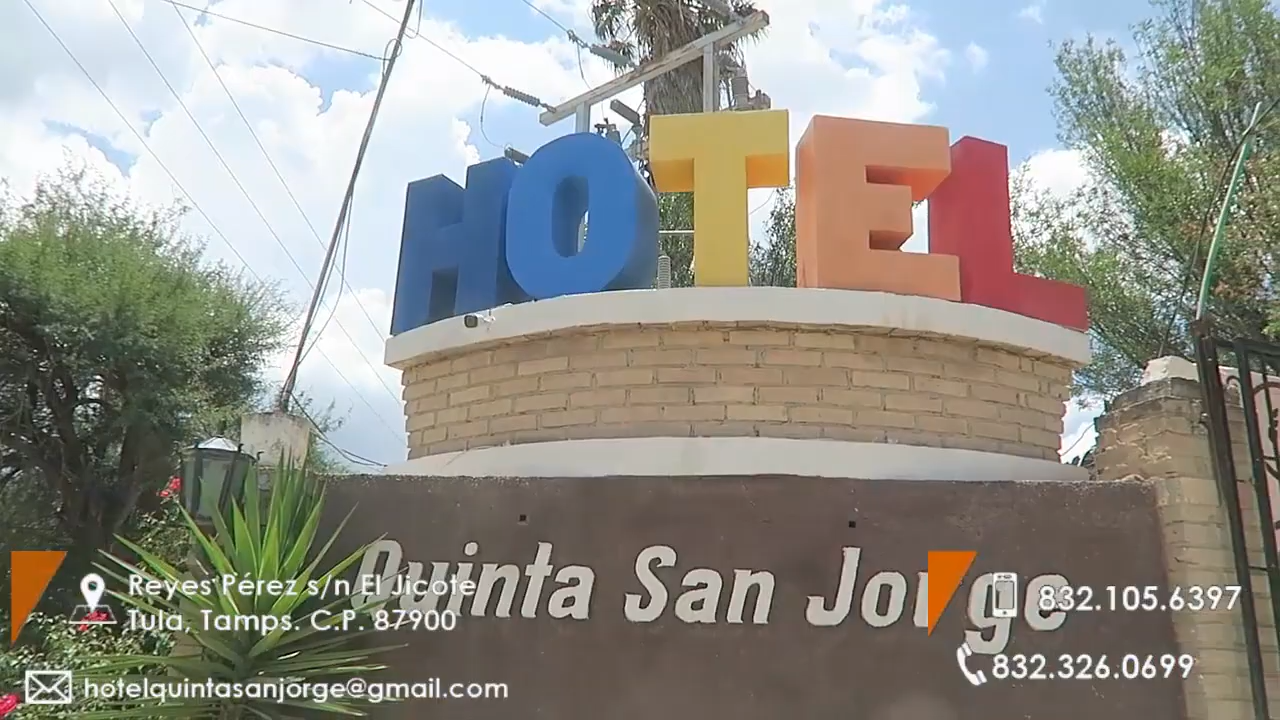 HOTEL
Quinta San Jorge
Reyes Pérez s/n El Jicote
Tula, Tamps. C.P. 87900
hotelquintasanjorge@gmail.com
832.105.6397
832.326.0699